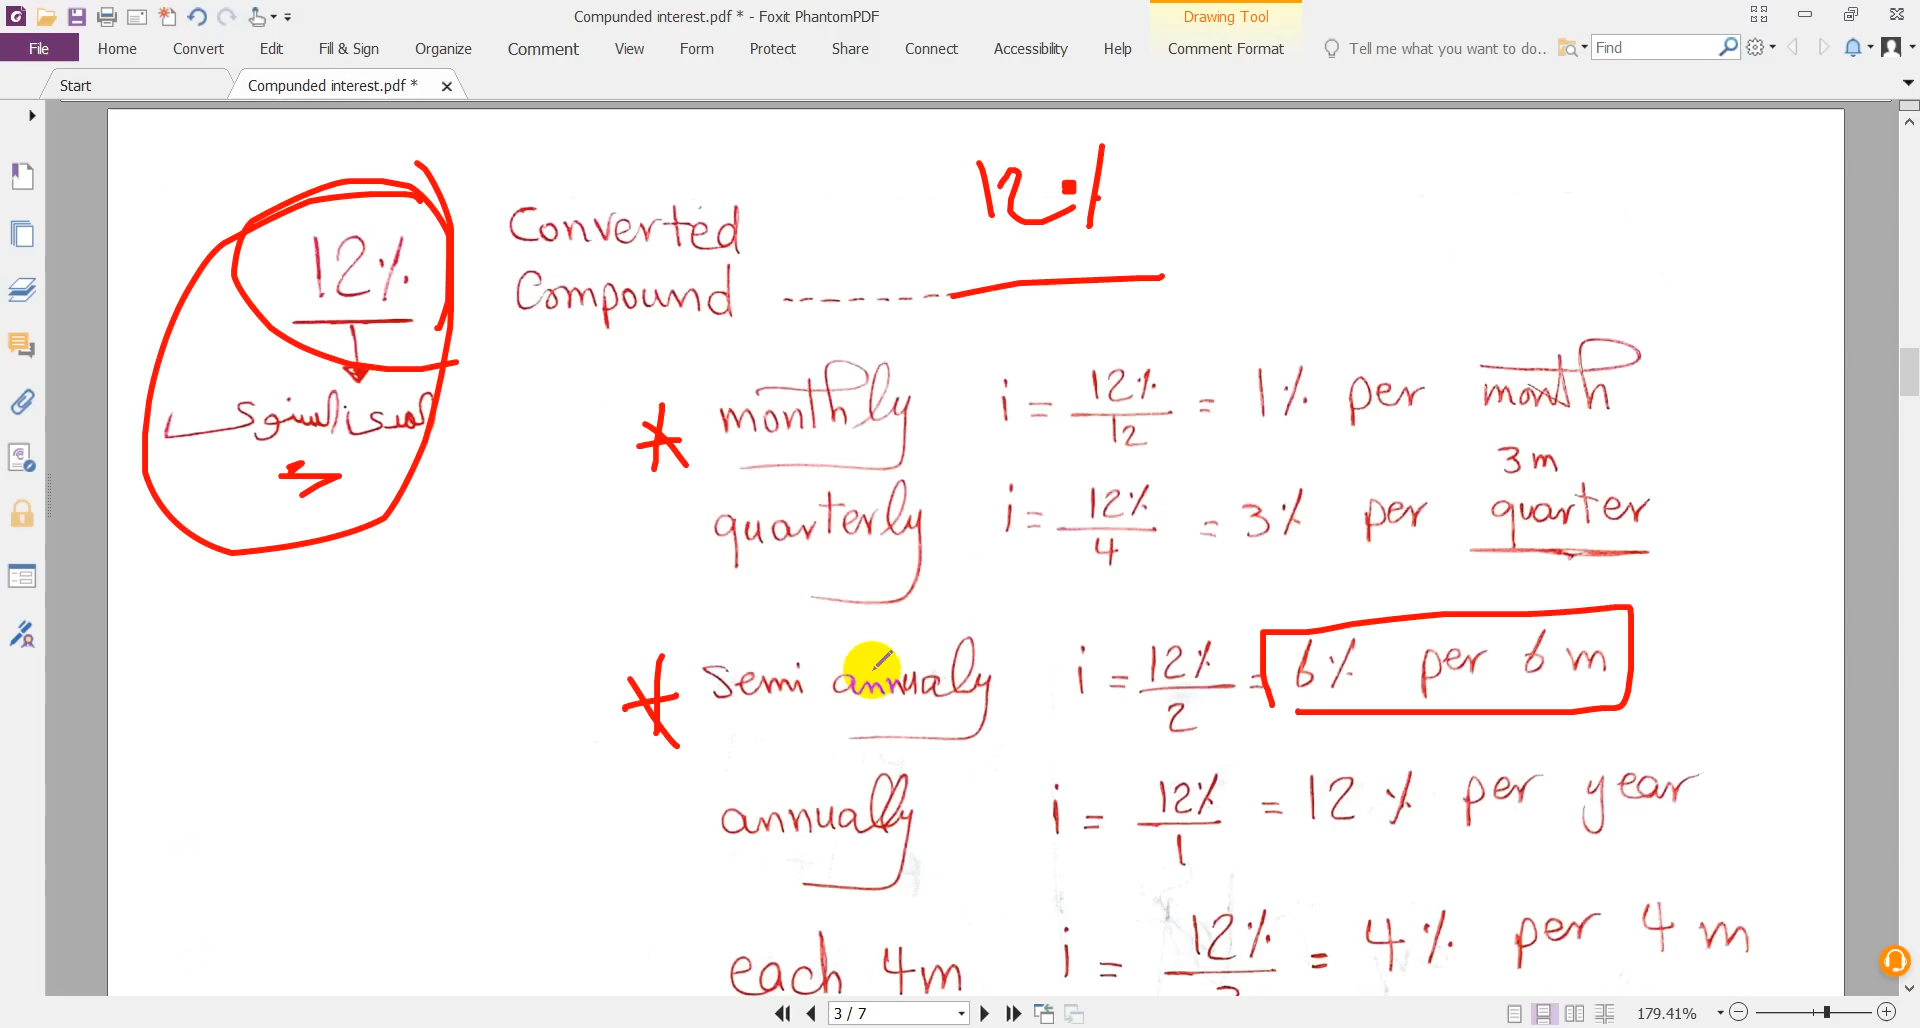 Compunded interest.pdf * - Foxit PhantomPDF
Drawing Tool
File
Home
Convert
Edit
Fill & Sign
Organize
Comment
View
Form
Protect
Share
Connect
Accessibility
Help
Comment Format
Tell me what you want to do..
Find
Start
Compunded interest.pdf *
12%
12%
Converted
Compound --------
monthly i = 12% / 12 = 1% per month
3 m
quarterly i = 12% / 4 = 3% per quarter
semi annualy i = 12% / 2 = 6% per 6 m
annually i = 12% / 1 = 12% per year
each 4m i = 12% = 4% per 4 m
3 / 7
179.41%